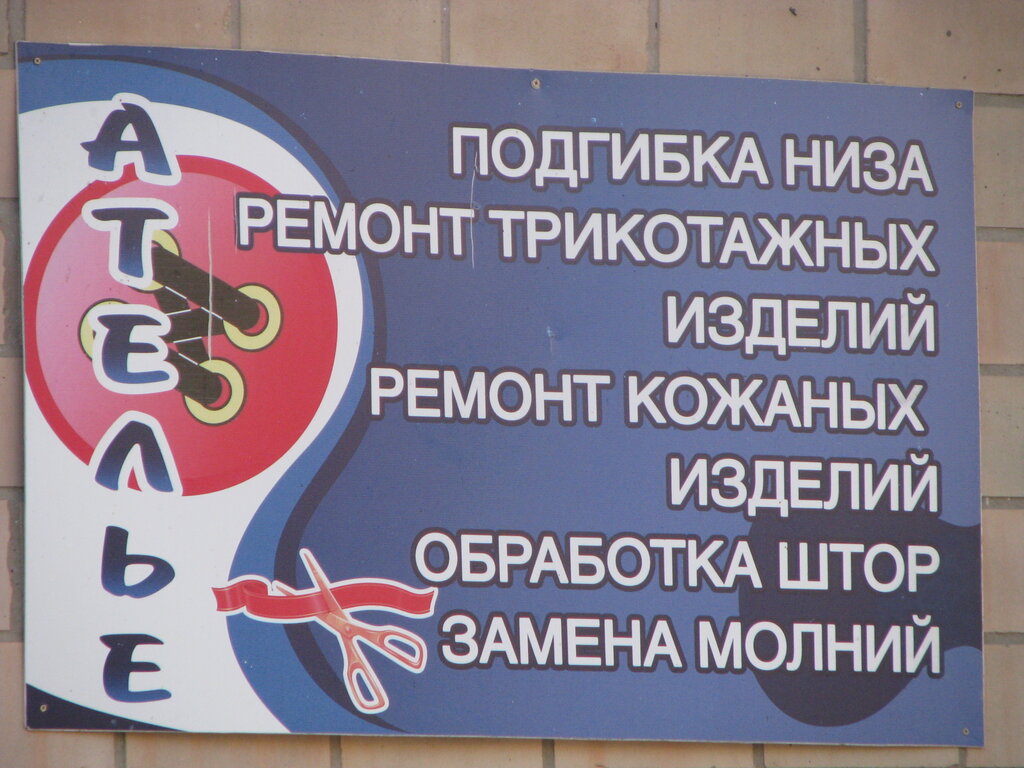 АТЕЛЬЕ
ПОДГИБКА НИЗА
РЕМОНТ ТРИКОТАЖНЫХ
ИЗДЕЛИЙ
РЕМОНТ КОЖАНЫХ
ИЗДЕЛИЙ
ОБРАБОТКА ШТОР
ЗАМЕНА МОЛНИЙ